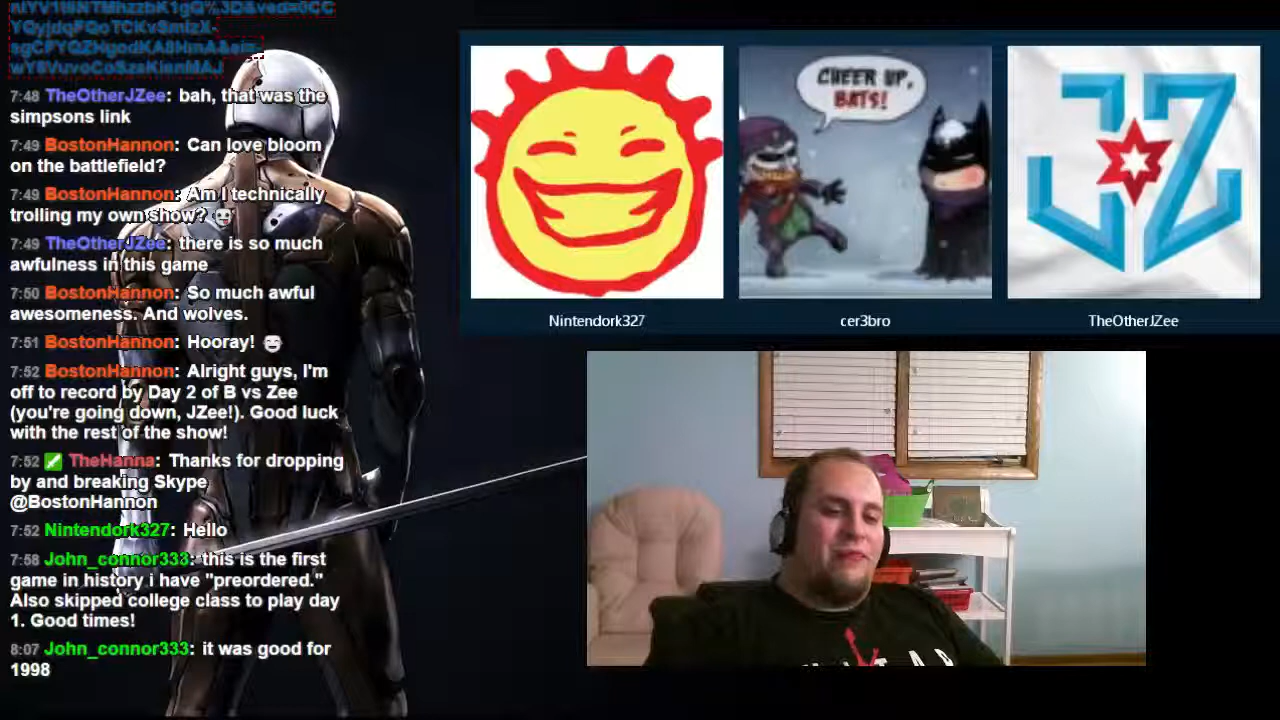 7:48 TheOtherJZee: bah, that was the
simpsons link
7:49 BostonHannon: Can love bloom
on the battlefield?
7:49 BostonHannon: Am I technically
trolling my own show?
7:49 TheOtherJZee: there is so much
awfulness in this game
7:50 BostonHannon: So much awful
awesomeness. And wolves.
7:51 BostonHannon: Hooray!
7:52 BostonHannon: Alright guys, I'm
off to record by Day 2 of B vs Zee
(you're going down, JZee!). Good luck
with the rest of the show!
7:52 TheHanna: Thanks for dropping
by and breaking Skype
@BostonHannon
7:52 Nintendork327: Hello
7:58 John_connor333: this is the first
game in history i have "preordered."
Also skipped college class to play day
1. Good times!
8:07 John_connor333: it was good for
1998
CHEER UP,
BATS!
JZ
Nintendork327
cer3bro
TheOtherJZee